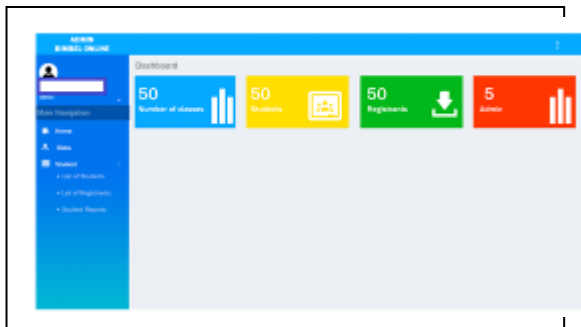 ADMIN
BIMBEL ONLINE
Dashboard
50
Number of classes
50
Students
50
Registrants
5
Admin
Main Navigation
Home
Student
• List of Students
• List of Registrants
• Student Reports